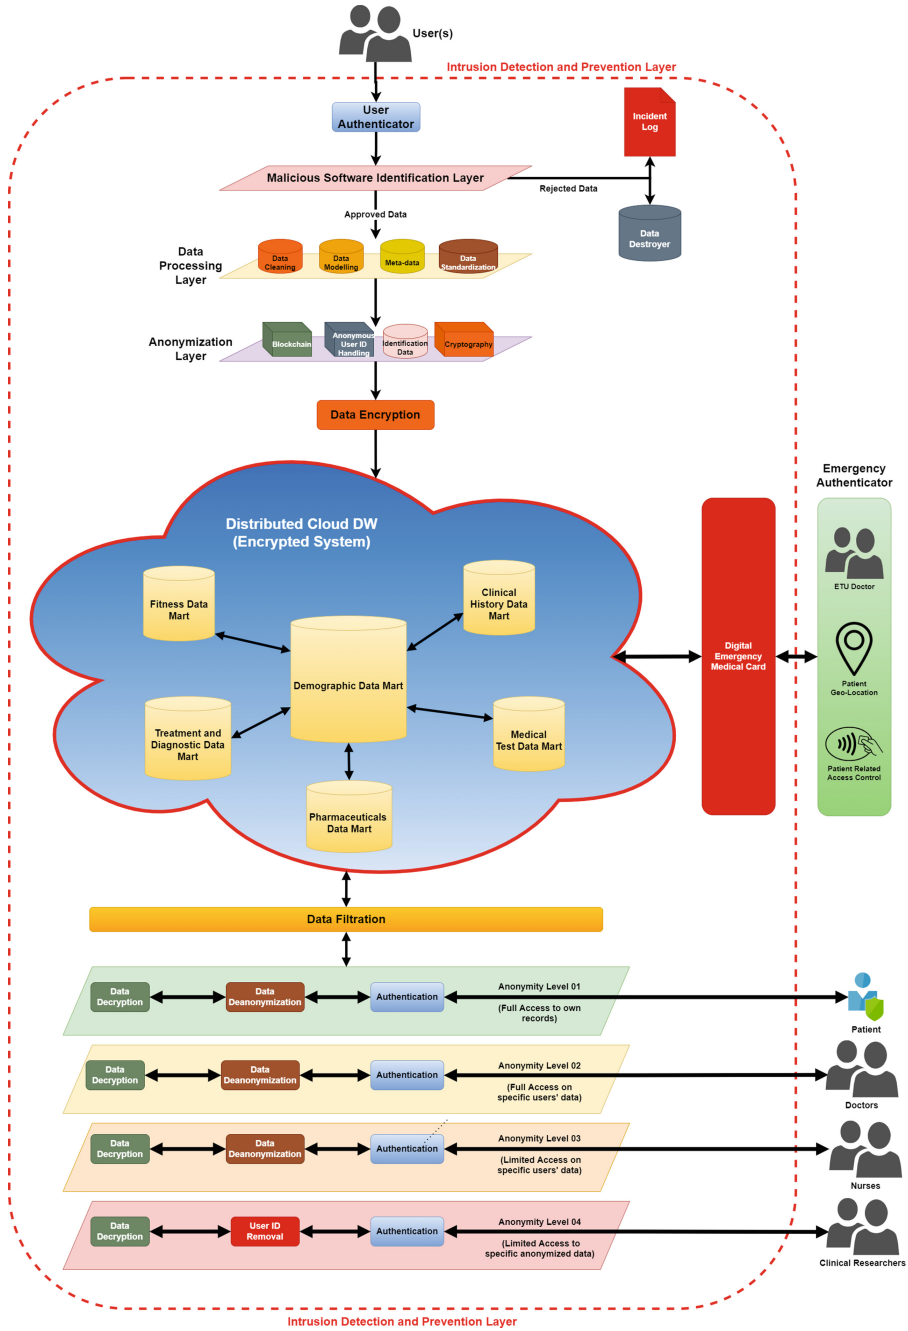 User(s)
Intrusion Detection and Prevention Layer
User
Authenticator
Incident
Log
Malicious Software Identification Layer
Rejected Data
Approved Data
Data
Destroyer
Data
Processing
Layer
Data
Cleaning
Data
Modelling
Meta-data
Data
Standardization
Anonymization
Layer
Blockchain
Anonymous
User ID
Handling
Identification
Data
Cryptography
Data Encryption
Emergency
Authenticator
Distributed Cloud DW
(Encrypted System)
Fitness Data
Mart
Clinical
History Data
Mart
Demographic Data Mart
Treatment and
Diagnostic Data
Mart
Medical
Test Data Mart
Pharmaceuticals
Data Mart
Digital
Emergency
Medical Card
ETU Doctor
Patient
Geo-Location
Patient Related
Access Control
Data Filtration
Data
Decryption
Data
Deanonymization
Authentication
Anonymity Level 01
(Full Access to own
records)
Patient
Data
Decryption
Data
Deanonymization
Authentication
Anonymity Level 02
(Full Access on
specific users' data)
Doctors
Data
Decryption
Data
Deanonymization
Authentication
Anonymity Level 03
(Limited Access on
specific users' data)
Nurses
Data
Decryption
User ID
Removal
Authentication
Anonymity Level 04
(Limited Access to
specific anonymized data)
Clinical Researchers
Intrusion Detection and Prevention Layer